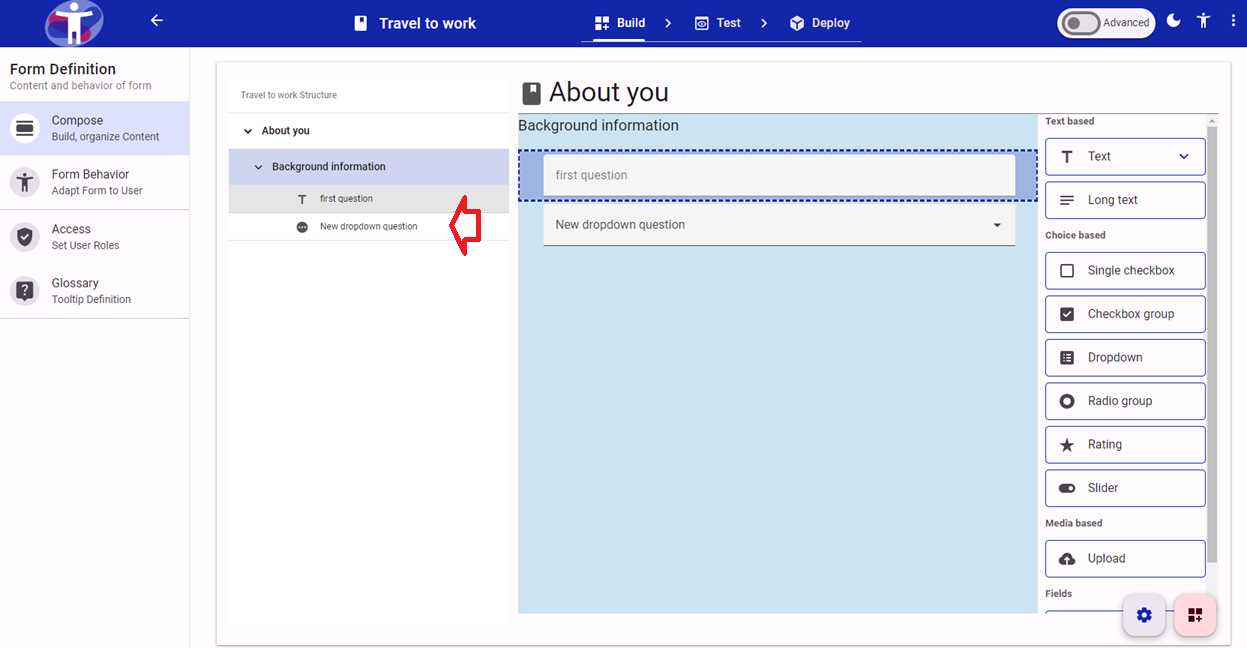 Travel to work
Build
Test
Deploy
Advanced
Form Definition
Content and behavior of form
Compose
Build, organize Content
Form Behavior
Adapt Form to User
Access
Set User Roles
Glossary
Tooltip Definition
Travel to work Structure
About you
Background information
first question
New dropdown question
About you
Background information
first question
New dropdown question
Text based
Text
Long text
Choice based
Single checkbox
Checkbox group
Dropdown
Radio group
Rating
Slider
Media based
Upload
Fields